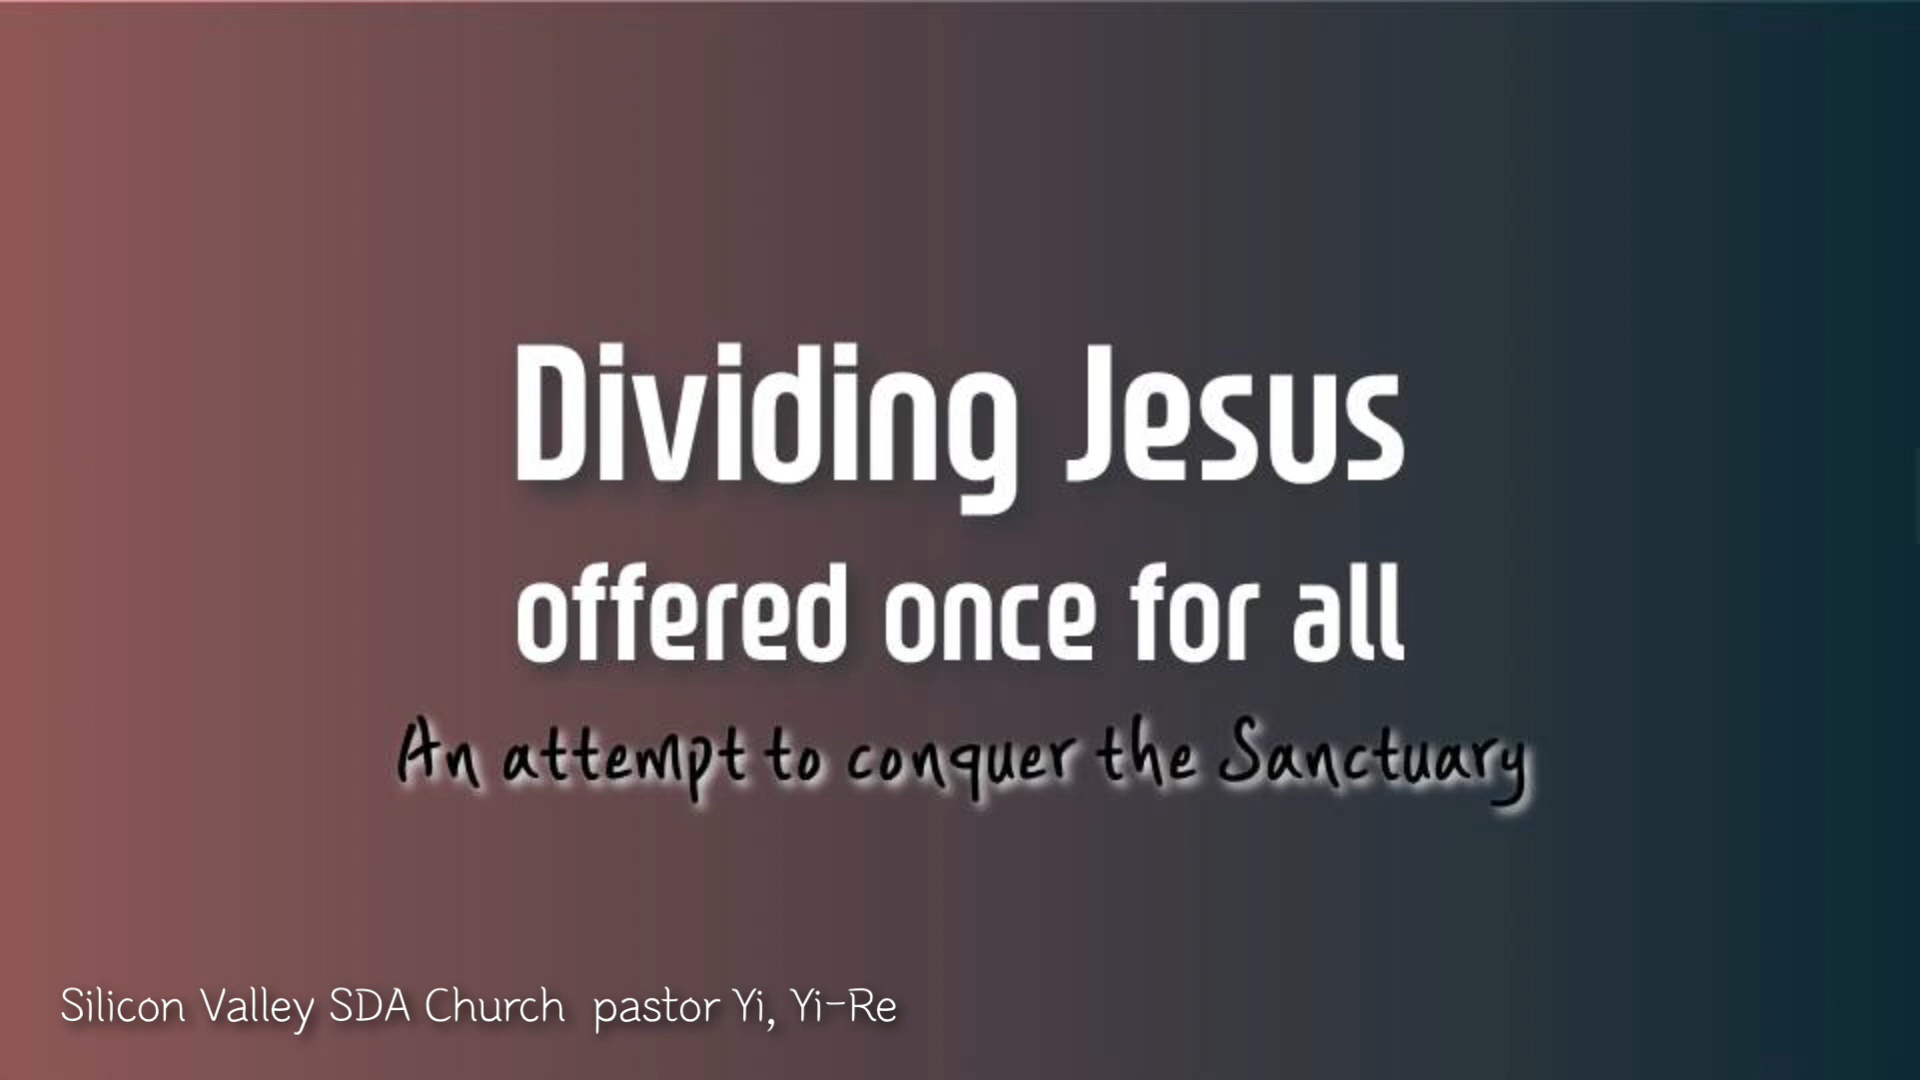 Dividing Jesus
offered once for all
An attempt to conquer the Sanctuary
Silicon Valley SDA Church pastor Yi, Yi-Re